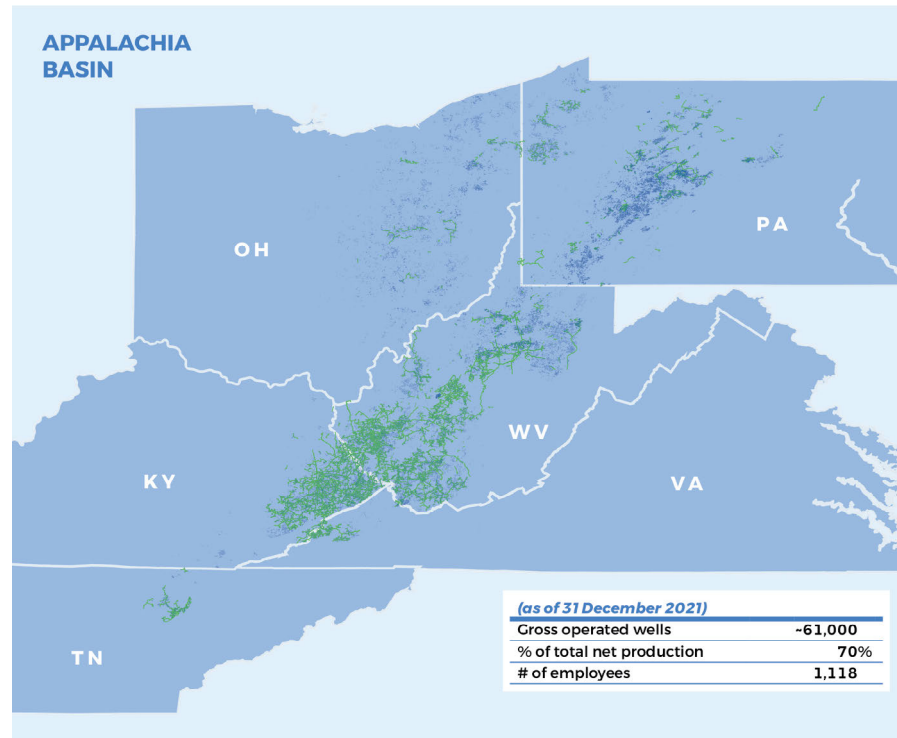 APPALACHIA
BASIN
OH
PA
WV
KY
VA
TN
(as of 31 December 2021)
Gross operated wells ~61,000
% of total net production 70%
# of employees 1,118